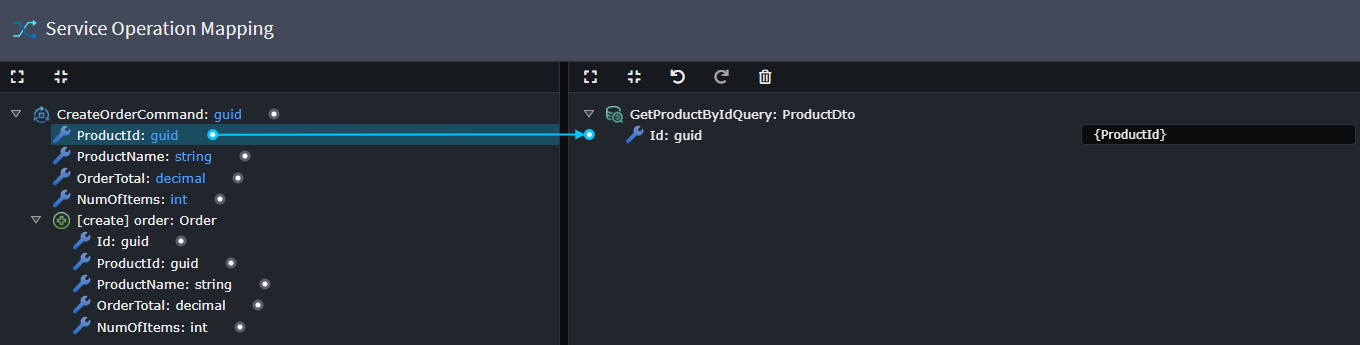 Service Operation Mapping
CreateOrderCommand: guid
ProductId: guid
ProductName: string
OrderTotal: decimal
NumOfItems: int
[create] order: Order
Id: guid
ProductId: guid
ProductName: string
OrderTotal: decimal
NumOfItems: int
GetProductByIdQuery: ProductDto
Id: guid
{ProductId}